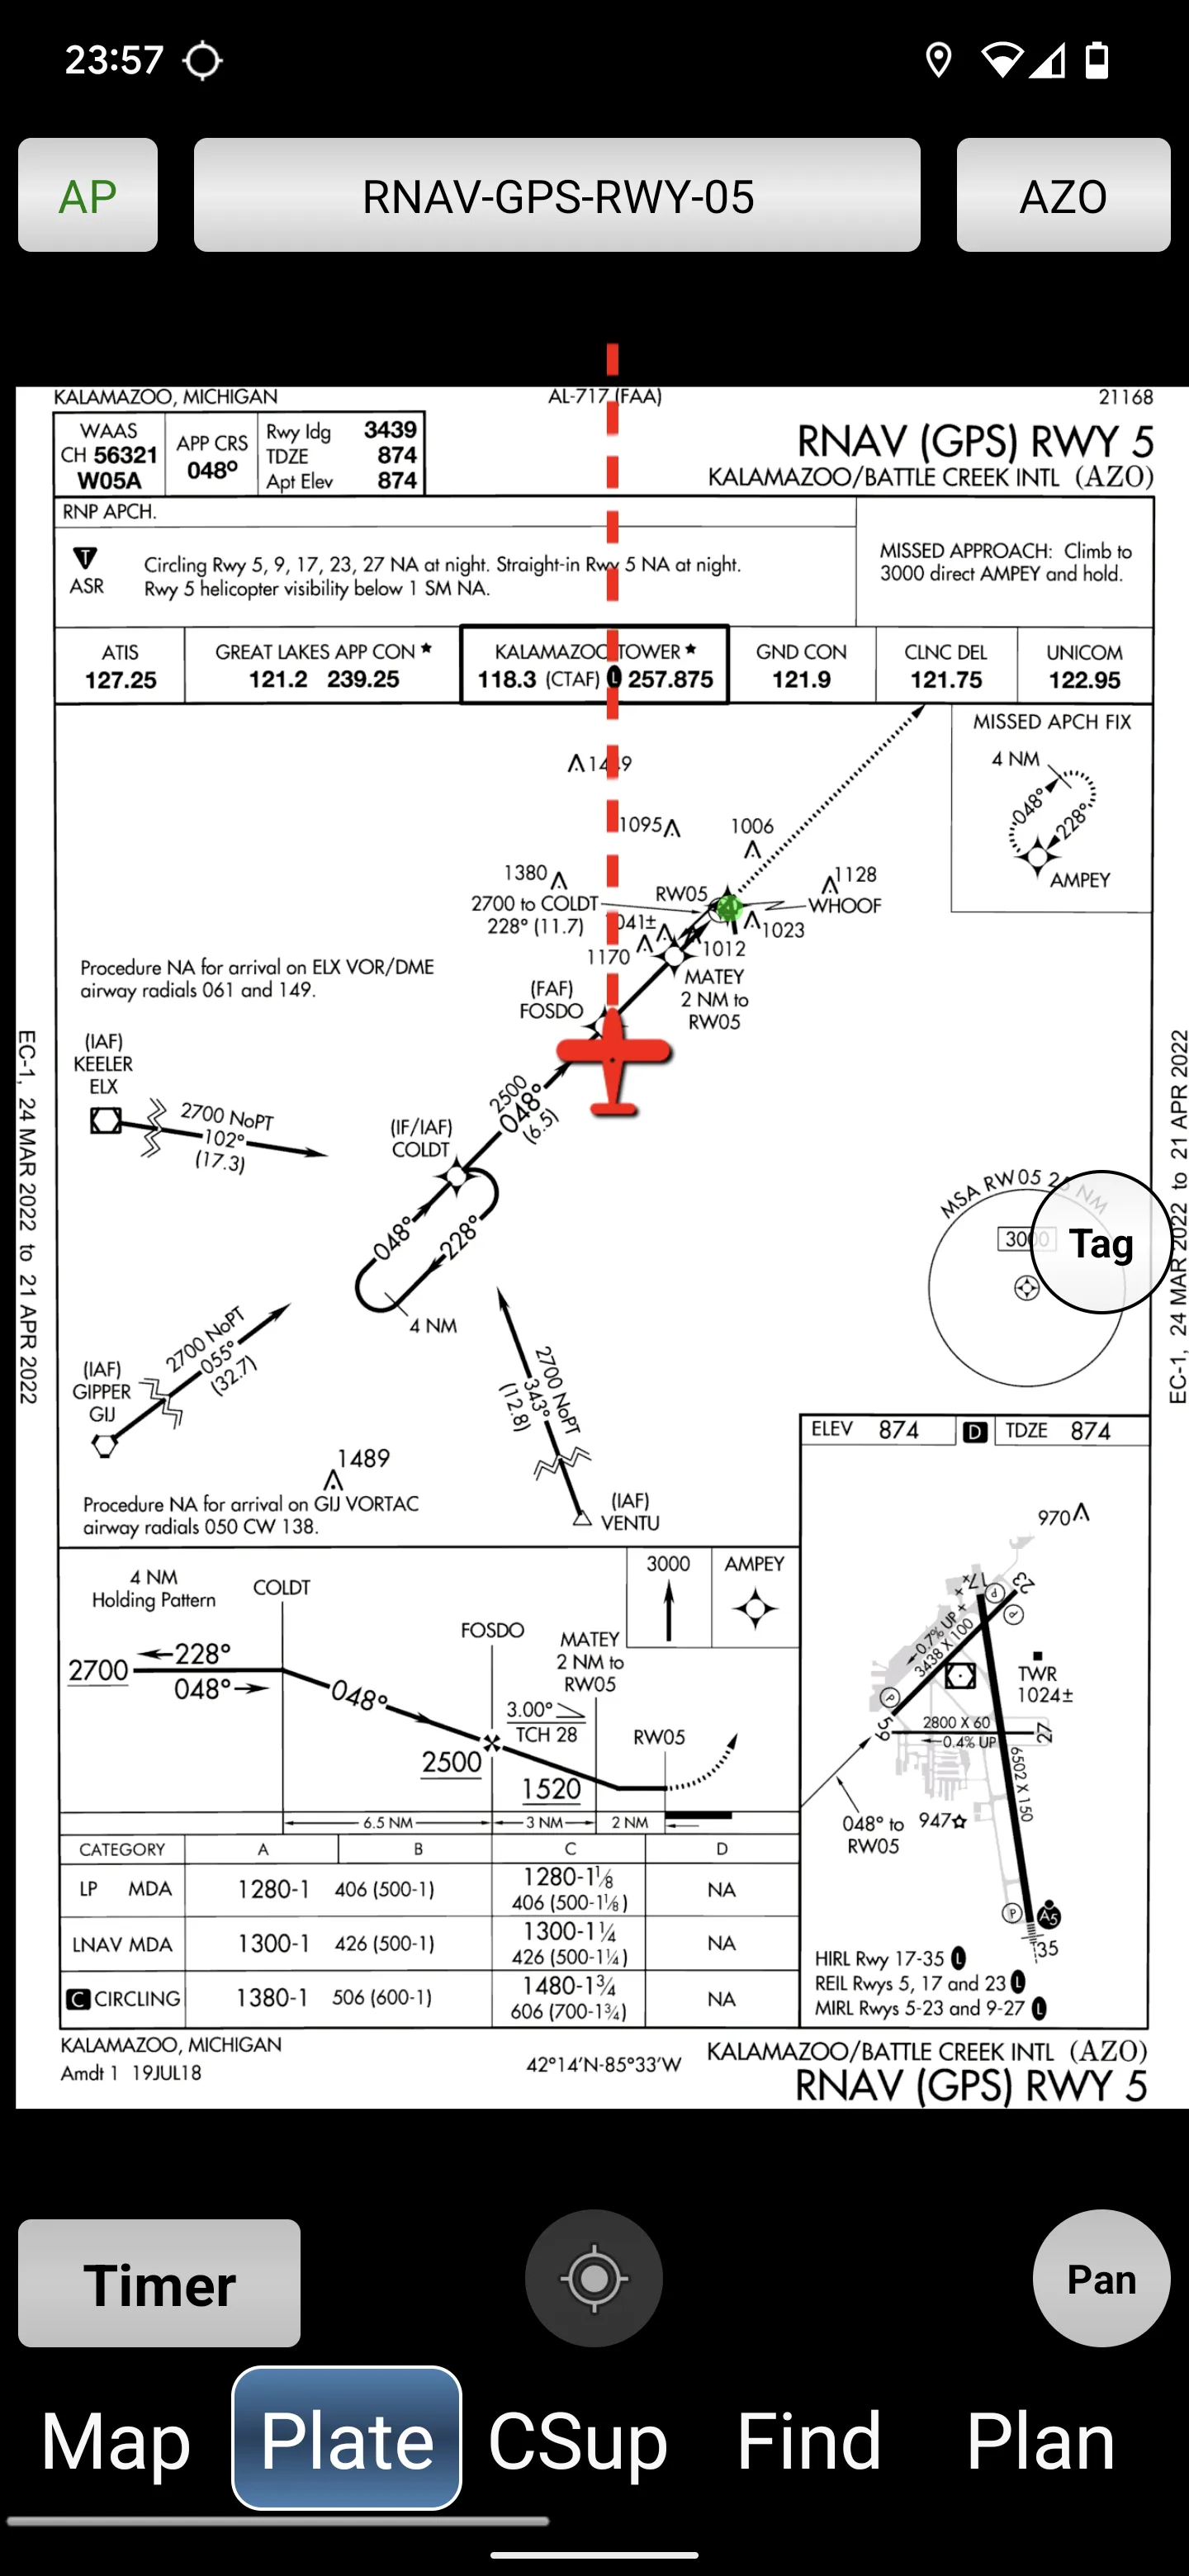 23:57
AP
RNAV-GPS-RWY-05
AZO
KALAMAZOO, MICHIGAN
AL-717 (FAA)
21168
WAAS
CH 56321
W05A
APP CRS
048°
Rwy ldg 3439
TDZE 874
Apt Elev 874
RNAV (GPS) RWY 5
KALAMAZOO/BATTLE CREEK INTL (AZO)
RNP APCH.
T
ASR
Circling Rwy 5, 9, 17, 23, 27 NA at night. Straight-in Rwy 5 NA at night.
Rwy 5 helicopter visibility below 1 SM NA.
MISSED APPROACH: Climb to
3000 direct AMPEY and hold.
ATIS
127.25
GREAT LAKES APP CON ★
121.2 239.25
KALAMAZOO TOWER ★
118.3 (CTAF) L 257.875
GND CON
121.9
CLNC DEL
121.75
UNICOM
122.95
MISSED APCH FIX
4 NM
048°
228°
AMPEY
1095
1006
1380
1128
2700 to COLDT
228° (11.7)
RW05
WHOOF
1023
1012
1170
MATEY
2 NM to
RW05
(FAF)
FOSDO
Procedure NA for arrival on ELX VOR/DME
airway radials 061 and 149.
(IAF)
KEELER
ELX
2700 NoPT
102°
(17.3)
(IF/IAF)
COLDT
2500
048°
(6.5)
048°
228°
4 NM
MSA RW05 25 NM
3000
Tag
2700 NoPT
055°
(32.7)
(IAF)
GIPPER
GIJ
2700 NoPT
343°
(12.8)
(IAF)
VENTU
1489
Procedure NA for arrival on GIJ VORTAC
airway radials 050 CW 138.
EC-1, 24 MAR 2022 to 21 APR 2022
EC-1, 24 MAR 2022 to 21 APR 2022
ELEV 874
D
TDZE 874
970
17
23
0.7% UP
3438 X 100
TWR
1024±
5
9
2800 X 60
0.4% UP
27
6502 X 150
048° to
RW05
947
P
P
P
P
A5
35
HIRL Rwy 17-35 L
REIL Rwys 5, 17 and 23 L
MIRL Rwys 5-23 and 9-27 L
4 NM
Holding Pattern
COLDT
3000
AMPEY
FOSDO
MATEY
2 NM to
RW05
2700
228°
048°
048°
3.00°
TCH 28
2500
1520
RW05
6.5 NM
3 NM
2 NM
CATEGORY A B C D
LP MDA 1280-1 406 (500-1) 1280-1⅛ 406 (500-1⅛) NA
LNAV MDA 1300-1 426 (500-1) 1300-1¼ 426 (500-1¼) NA
C CIRCLING 1380-1 506 (600-1) 1480-1¾ 606 (700-1¾) NA
KALAMAZOO, MICHIGAN
Amdt 1 19JUL18
42°14'N-85°33'W
KALAMAZOO/BATTLE CREEK INTL (AZO)
RNAV (GPS) RWY 5
Timer
Pan
Map
Plate
CSup
Find
Plan